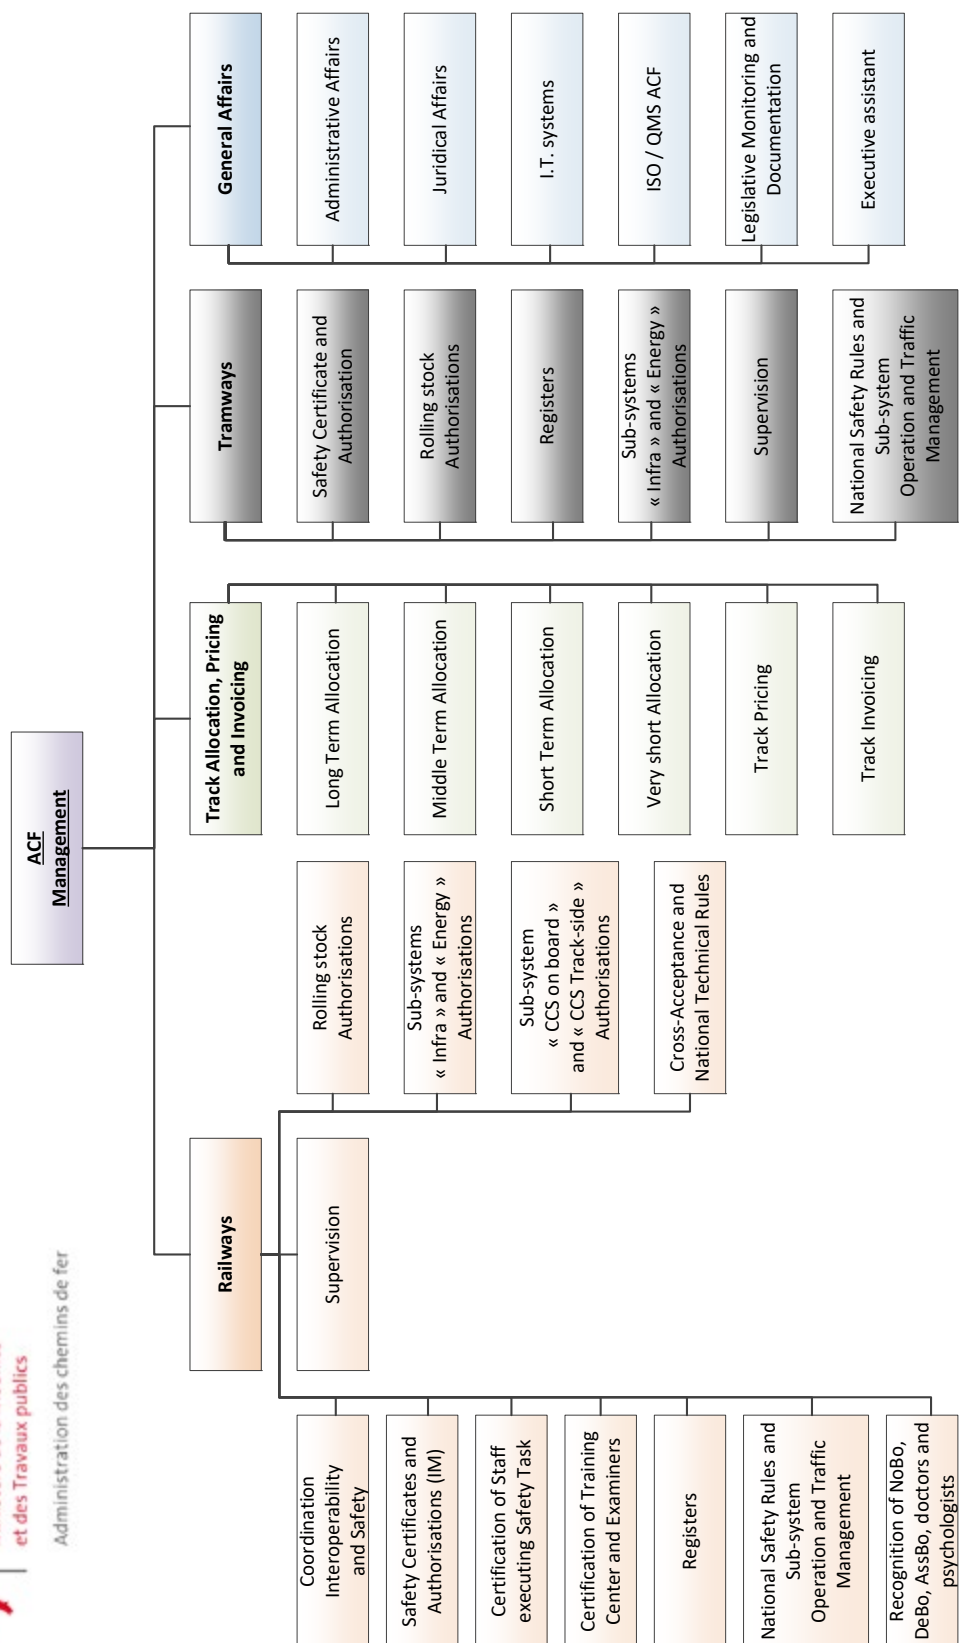 et des Travaux publics
Administration des chemins de fer
ACF
Management
Railways
Coordination
Interoperability
and Safety
Safety Certificates and
Authorisations (IM)
Certification of Staff
executing Safety Task
Certification of Training
Center and Examiners
Registers
National Safety Rules and
Sub-system
Operation and Traffic
Management
Recognition of NoBo,
DeBo, AssBo, doctors and
psychologists
Supervision
Rolling stock
Authorisations
Sub-systems
« Infra » and « Energy »
Authorisations
Sub-system
« CCS on board »
and « CCS Track-side »
Authorisations
Cross-Acceptance and
National Technical Rules
Track Allocation, Pricing
and Invoicing
Long Term Allocation
Middle Term Allocation
Short Term Allocation
Very short Allocation
Track Pricing
Track Invoicing
Tramways
Safety Certificate and
Authorisation
Rolling stock
Authorisations
Registers
Sub-systems
« Infra » and « Energy »
Authorisations
Supervision
National Safety Rules and
Sub-system
Operation and Traffic
Management
General Affairs
Administrative Affairs
Juridical Affairs
I.T. systems
ISO / QMS ACF
Legislative Monitoring and
Documentation
Executive assistant